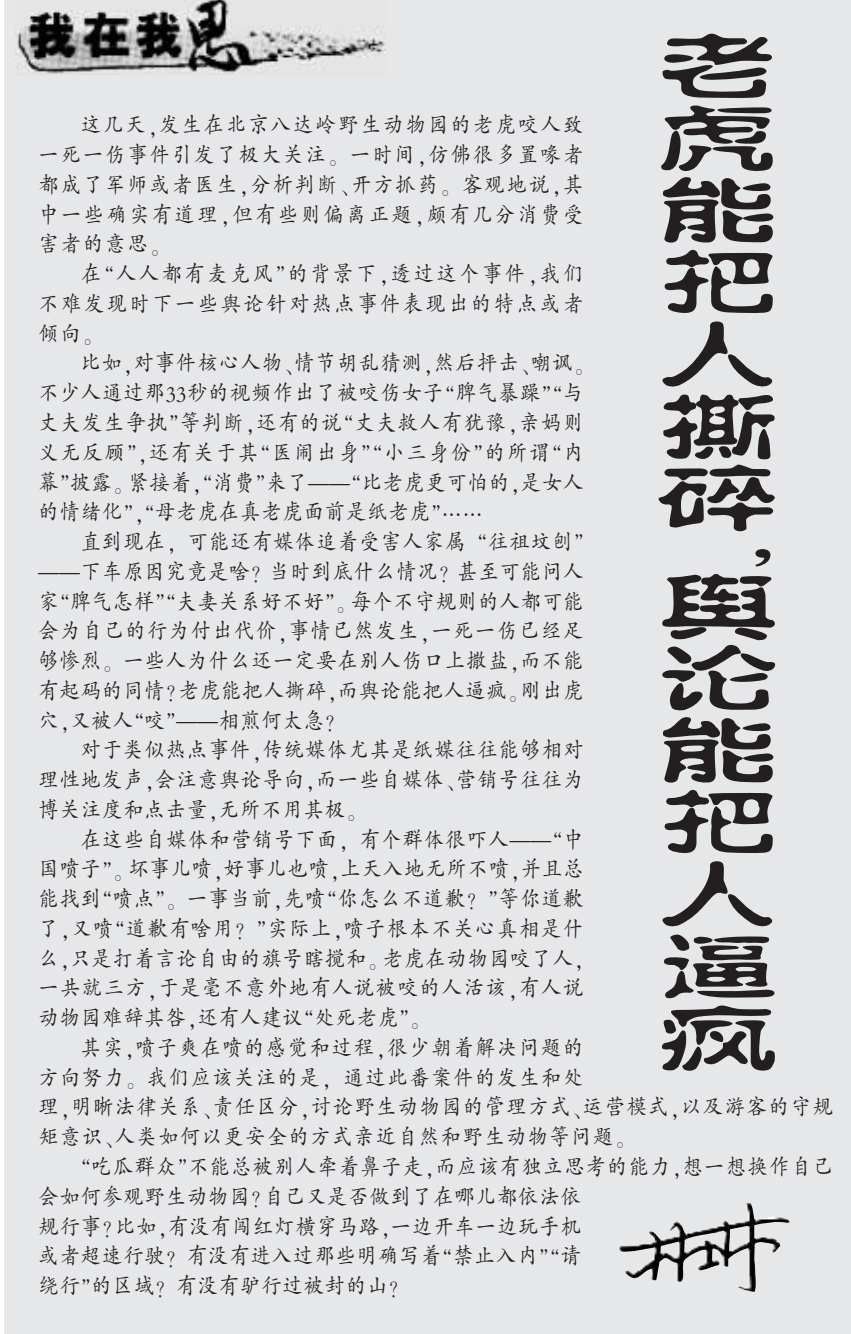 我在我思
老虎能把人撕碎,舆论能把人逼疯
这几天,发生在北京八达岭野生动物园的老虎咬人致
一死一伤事件引发了极大关注。一时间,仿佛很多置喙者
都成了军师或者医生,分析判断、开方抓药。客观地说,其
中一些确实有道理,但有些则偏离正题,颇有几分消费受
害者的意思。
在“人人都有麦克风”的背景下,透过这个事件,我们
不难发现时下一些舆论针对热点事件表现出的特点或者
倾向。
比如,对事件核心人物、情节胡乱猜测,然后抨击、嘲讽。
不少人通过那33秒的视频作出了被咬伤女子“脾气暴躁”“与
丈夫发生争执”等判断,还有的说“丈夫救人有犹豫,亲妈则
义无反顾”,还有关于其“医闹出身”“小三身份”的所谓“内
幕”披露。紧接着,“消费”来了——“比老虎更可怕的,是女人
的情绪化”,“母老虎在真老虎面前是纸老虎”……
直到现在，可能还有媒体追着受害人家属“往祖坟刨”
——下车原因究竟是啥？当时到底什么情况？甚至可能问人
家“脾气怎样”“夫妻关系好不好”。每个不守规则的人都可能
会为自己的行为付出代价,事情已然发生,一死一伤已经足
够惨烈。一些人为什么还一定要在别人伤口上撒盐,而不能
有起码的同情?老虎能把人撕碎,而舆论能把人逼疯。刚出虎
穴,又被人“咬”——相煎何太急?
对于类似热点事件,传统媒体尤其是纸媒往往能够相对
理性地发声,会注意舆论导向,而一些自媒体、营销号往往为
博关注度和点击量,无所不用其极。
在这些自媒体和营销号下面，有个群体很吓人——“中
国喷子”。坏事儿喷,好事儿也喷,上天入地无所不喷,并且总
能找到“喷点”。一事当前,先喷“你怎么不道歉？”等你道歉
了,又喷“道歉有啥用？”实际上,喷子根本不关心真相是什
么,只是打着言论自由的旗号瞎搅和。老虎在动物园咬了人,
一共就三方,于是毫不意外地有人说被咬的人活该,有人说
动物园难辞其咎,还有人建议“处死老虎”。
其实,喷子爽在喷的感觉和过程,很少朝着解决问题的
方向努力。我们应该关注的是，通过此番案件的发生和处
理,明晰法律关系、责任区分,讨论野生动物园的管理方式、运营模式,以及游客的守规
矩意识、人类如何以更安全的方式亲近自然和野生动物等问题。
“吃瓜群众”不能总被别人牵着鼻子走,而应该有独立思考的能力,想一想换作自己
会如何参观野生动物园?自己又是否做到了在哪儿都依法依
规行事?比如,有没有闯红灯横穿马路,一边开车一边玩手机
或者超速行驶？有没有进入过那些明确写着“禁止入内”“请
绕行”的区域？有没有驴行过被封的山?